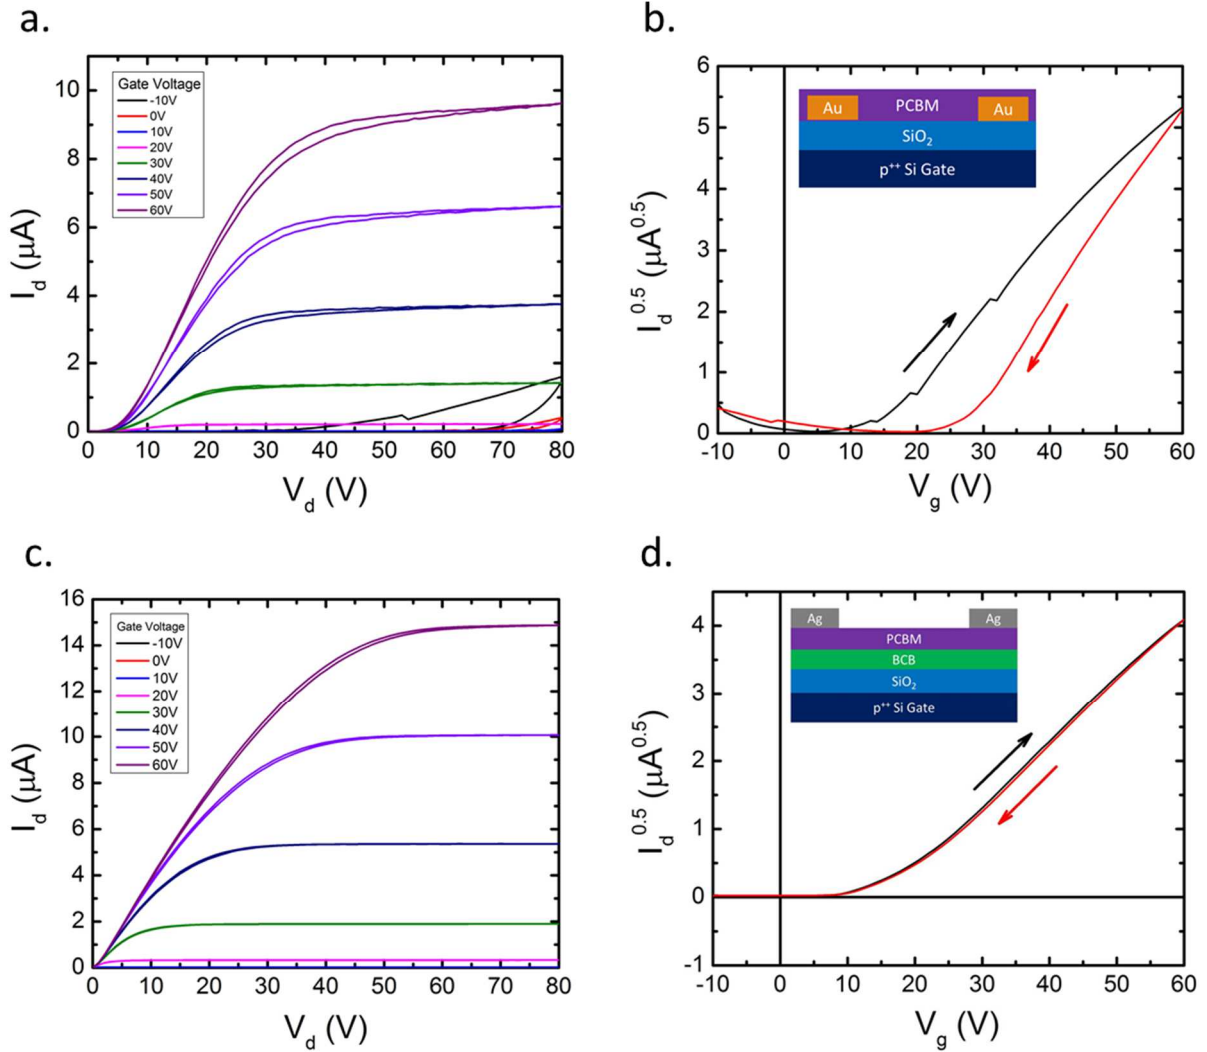 a.
10
8
6
4
2
0
0 10 20 30 40 50 60 70 80
I_d (μA)
V_d (V)
Gate Voltage
-10V
0V
10V
20V
30V
40V
50V
60V
b.
6
5
4
3
2
1
0
-10 0 10 20 30 40 50 60
I_d^0.5 (μA^0.5)
V_g (V)
Au PCBM Au
SiO₂
p⁺⁺ Si Gate
c.
16
14
12
10
8
6
4
2
0
0 10 20 30 40 50 60 70 80
I_d (μA)
V_d (V)
Gate Voltage
-10V
0V
10V
20V
30V
40V
50V
60V
d.
4
3
2
1
0
-1
-10 0 10 20 30 40 50 60
I_d^0.5 (μA^0.5)
V_g (V)
Ag Ag
PCBM
BCB
SiO₂
p⁺⁺ Si Gate